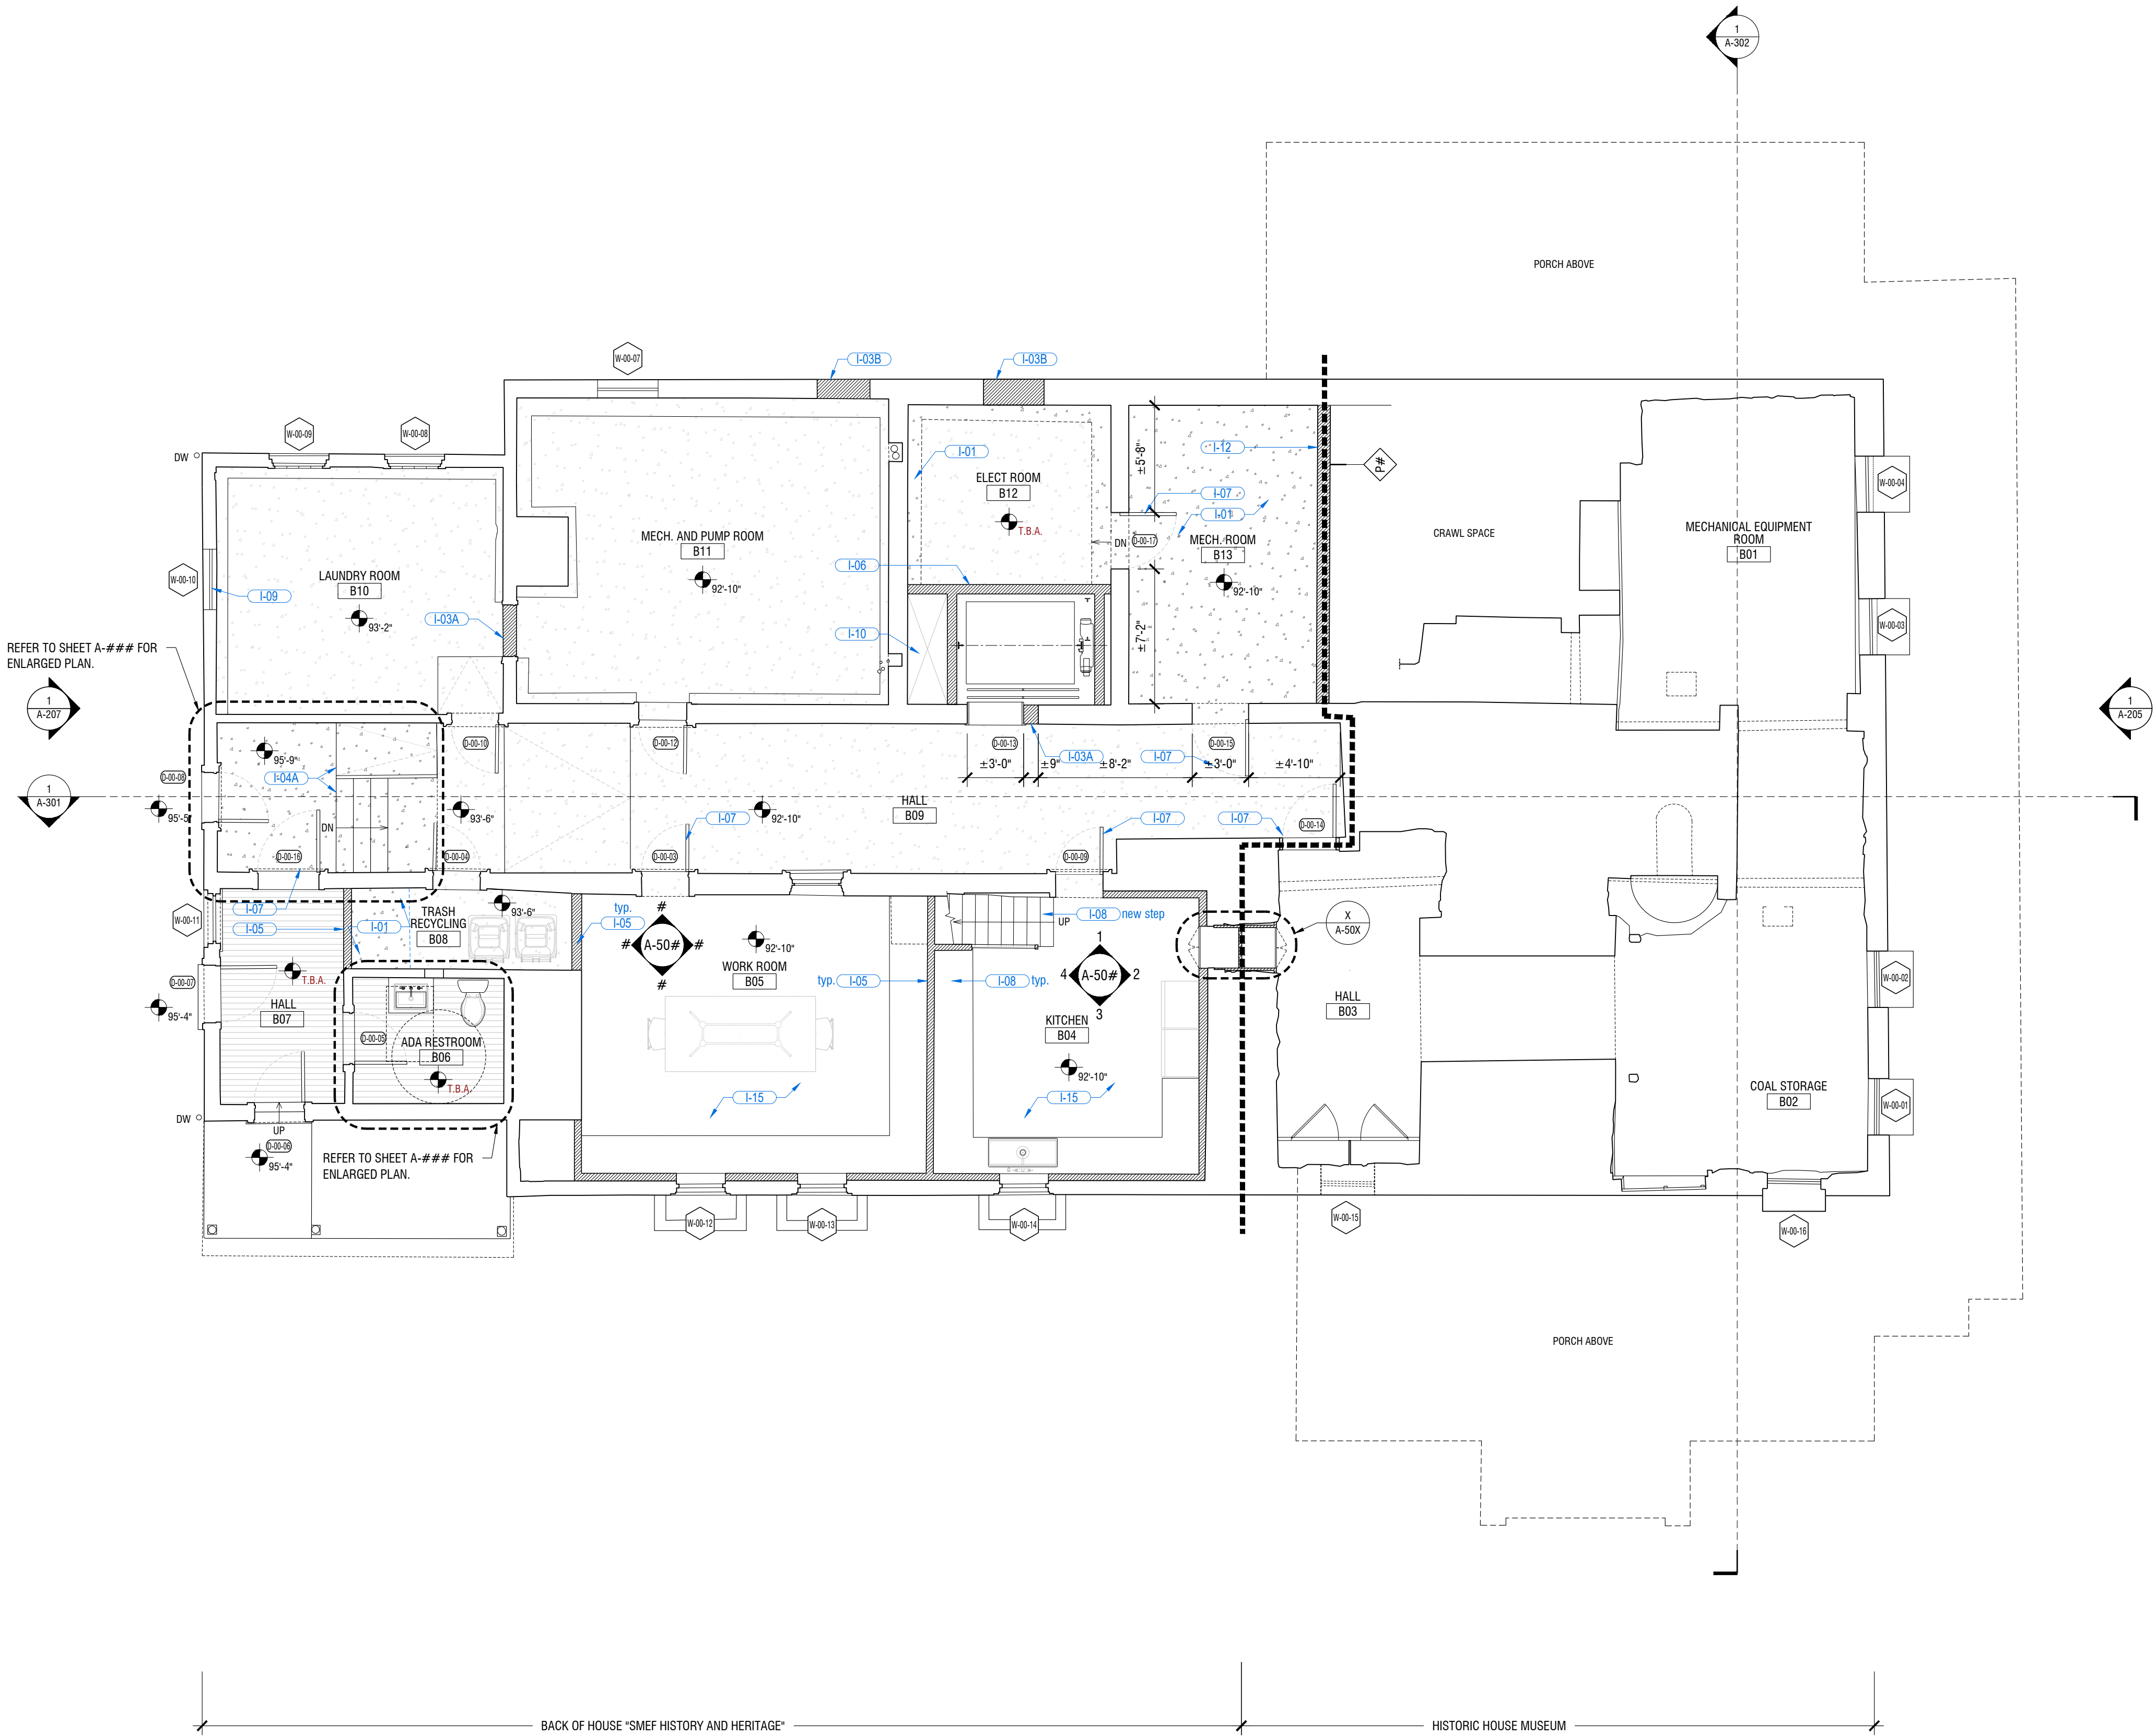 1
A-302
PORCH ABOVE
W-00-07
I-03B
I-03B
W-00-09
W-00-08
DW
I-01
I-12
P#
±5'-8"
W-00-04
ELECT ROOM
B12
T.B.A.
I-07
I-01
DN
D-00-17
MECH. ROOM
B13
92'-10"
CRAWL SPACE
MECHANICAL EQUIPMENT
ROOM
B01
MECH. AND PUMP ROOM
B11
92'-10"
W-00-10
LAUNDRY ROOM
B10
93'-2"
I-09
I-03A
I-06
I-10
±7'-2"
W-00-03
REFER TO SHEET A-### FOR
ENLARGED PLAN.
1
A-207
1
A-205
95'-9"
I-04A
D-00-10
D-00-12
D-00-13
I-03A
I-07
D-00-15
±3'-0"
±9"
±8'-2"
±3'-0"
±4'-10"
D-00-08
95'-5"
1
A-301
DN
93'-6"
92'-10"
HALL
B09
I-07
I-07
I-07
D-00-14
D-00-16
D-00-04
D-00-03
D-00-09
W-00-11
I-07
I-05
I-01
TRASH
RECYCLING
B08
93'-6"
typ.
I-05
#
# A-50# #
#
92'-10"
WORK ROOM
B05
typ. I-05
UP
I-08 new step
1
4 A-50# 2
3
I-08 typ.
X
A-50X
W-00-02
D-00-07
95'-4"
T.B.A.
HALL
B07
D-00-05
ADA RESTROOM
B06
T.B.A.
KITCHEN
B04
92'-10"
HALL
B03
I-15
I-15
COAL STORAGE
B02
W-00-01
DW
UP
D-00-06
95'-4"
REFER TO SHEET A-### FOR
ENLARGED PLAN.
W-00-12
W-00-13
W-00-14
W-00-15
W-00-16
PORCH ABOVE
BACK OF HOUSE "SMEF HISTORY AND HERITAGE"
HISTORIC HOUSE MUSEUM